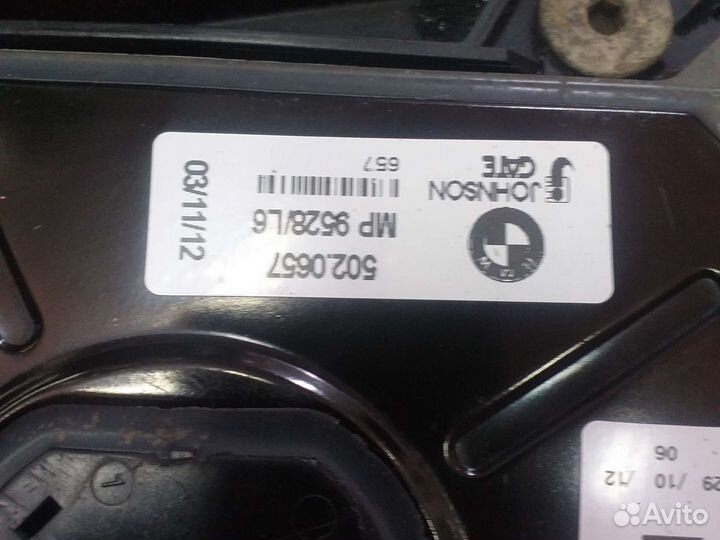 502.0657
MP 9528/L6
657
03/11/12
JOHNSON
GATE
29 /10 /12
06
Avito